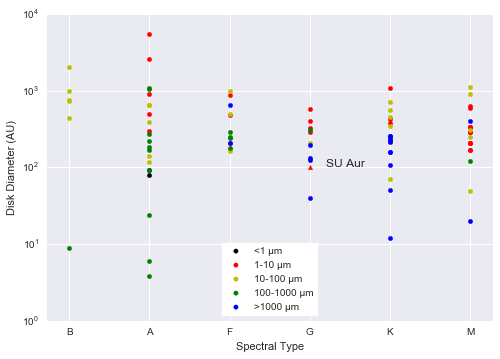 10⁴
10³
10²
10¹
10⁰
Disk Diameter (AU)
SU Aur
<1 μm
1-10 μm
10-100 μm
100-1000 μm
>1000 μm
B A F G K M
Spectral Type